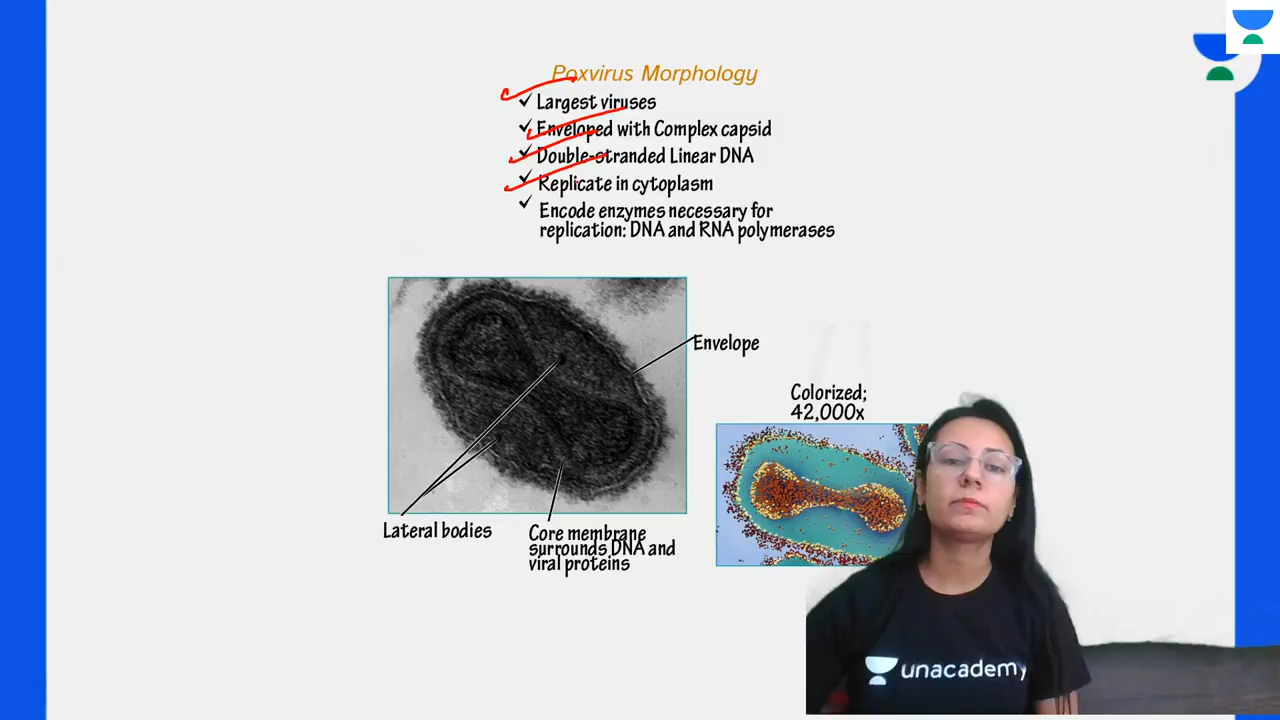 Poxvirus Morphology
✓ Largest viruses
✓ Enveloped with Complex capsid
✓ Double-stranded Linear DNA
✓ Replicate in cytoplasm
✓ Encode enzymes necessary for
replication: DNA and RNA polymerases
Envelope
Colorized;
42,000x
Lateral bodies
Core membrane
surrounds DNA and
viral proteins
unacademy